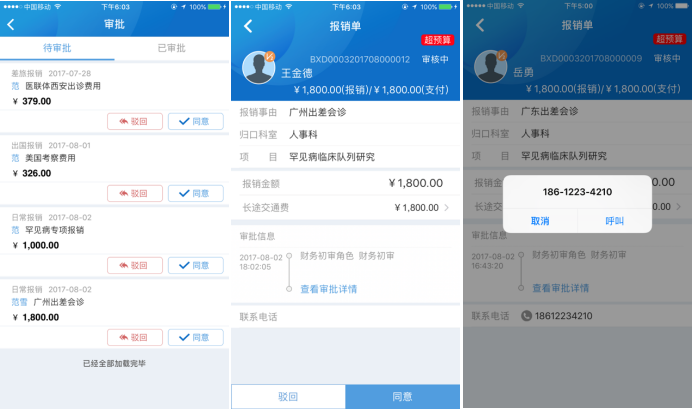 中国移动 下午6:03 100%
审批
待审批 已审批
差旅报销 2017-07-28
范 医联体西安出诊费用
¥ 379.00
驳回 同意
出国报销 2017-08-01
范 美国考察费用
¥ 326.00
驳回 同意
日常报销 2017-08-02
范 罕见病专项报销
¥ 1,000.00
驳回 同意
日常报销 2017-08-02
范雪 广州出差会诊
¥ 1,800.00
驳回 同意
已经全部加载完毕
中国移动 下午6:03 100%
报销单
超预算
BXD0003201708000012 审核中
王金德
¥1,800.00(报销)/¥1,800.00(支付)
报销事由 广州出差会诊
归口科室 人事科
项 目 罕见病临床队列研究
报销金额 ¥1,800.00
长途交通费 ¥1,800.00
审批信息
2017-08-02
18:02:05
财务初审角色 财务初审
查看审批详情
联系电话
驳回 同意
中国移动 下午5:00 100%
报销单
超预算
BXD0003201708000009 审核中
岳勇
¥1,800.00(报销)/¥1,800.00(支付)
报销事由 广东出差会诊
归口科室 人事科
项 目 罕见病临床队列研究
报销金 0.00
长途交 0.00
186-1223-4210
取消 呼叫
审批信息
2017-08-02
16:43:20
财务初审角色 财务初审
查看审批详情
联系电话 18612234210